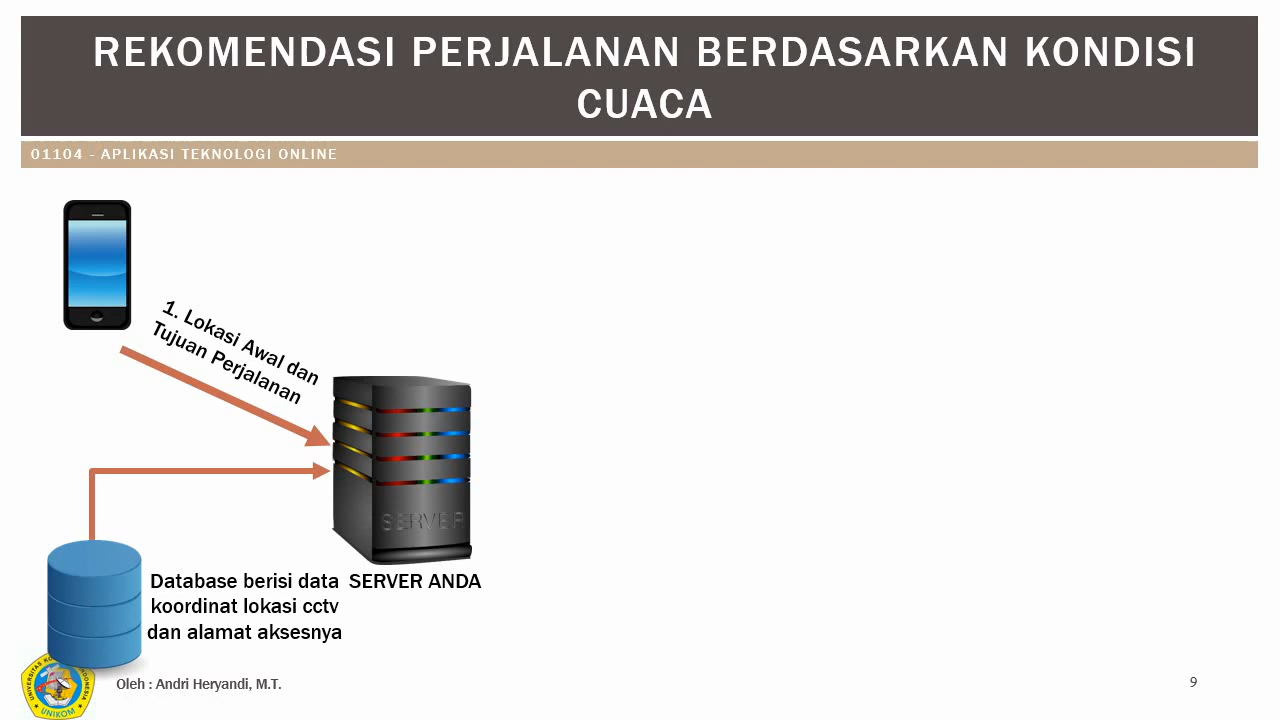 REKOMENDASI PERJALANAN BERDASARKAN KONDISI
CUACA
01104 - APLIKASI TEKNOLOGI ONLINE
1. Lokasi Awal dan
Tujuan Perjalanan
SERVER
Database berisi data
koordinat lokasi cctv
dan alamat aksesnya
SERVER ANDA
UNIKOM
Oleh : Andri Heryandi, M.T.
9